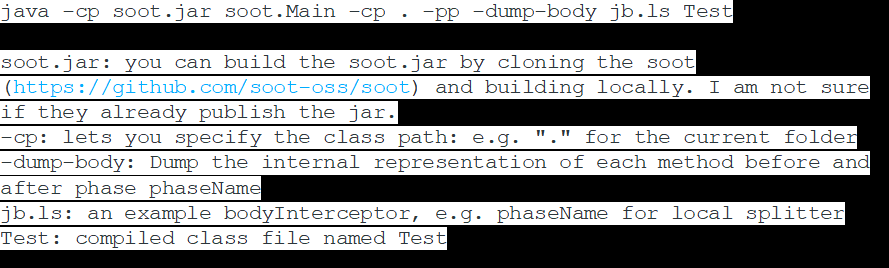 java -cp soot.jar soot.Main -cp . -pp -dump-body jb.ls Test
soot.jar: you can build the soot.jar by cloning the soot
(https://github.com/soot-oss/soot) and building locally. I am not sure
if they already publish the jar.
-cp: lets you specify the class path: e.g. "." for the current folder
-dump-body: Dump the internal representation of each method before and
after phase phaseName
jb.ls: an example bodyInterceptor, e.g. phaseName for local splitter
Test: compiled class file named Test